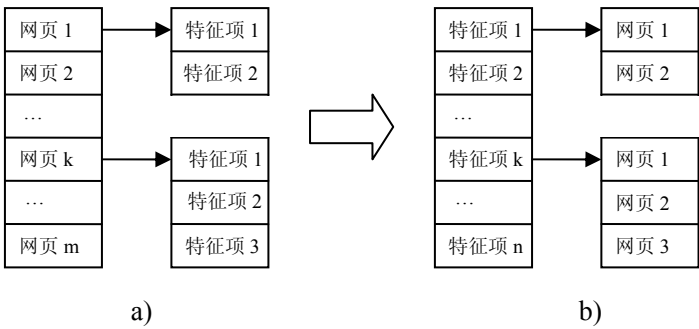 网页 1
网页 2
…
网页 k
…
网页 m
特征项 1
特征项 2
特征项 1
特征项 2
特征项 3
a)
特征项 1
特征项 2
…
特征项 k
…
特征项 n
网页 1
网页 2
网页 1
网页 2
网页 3
b)